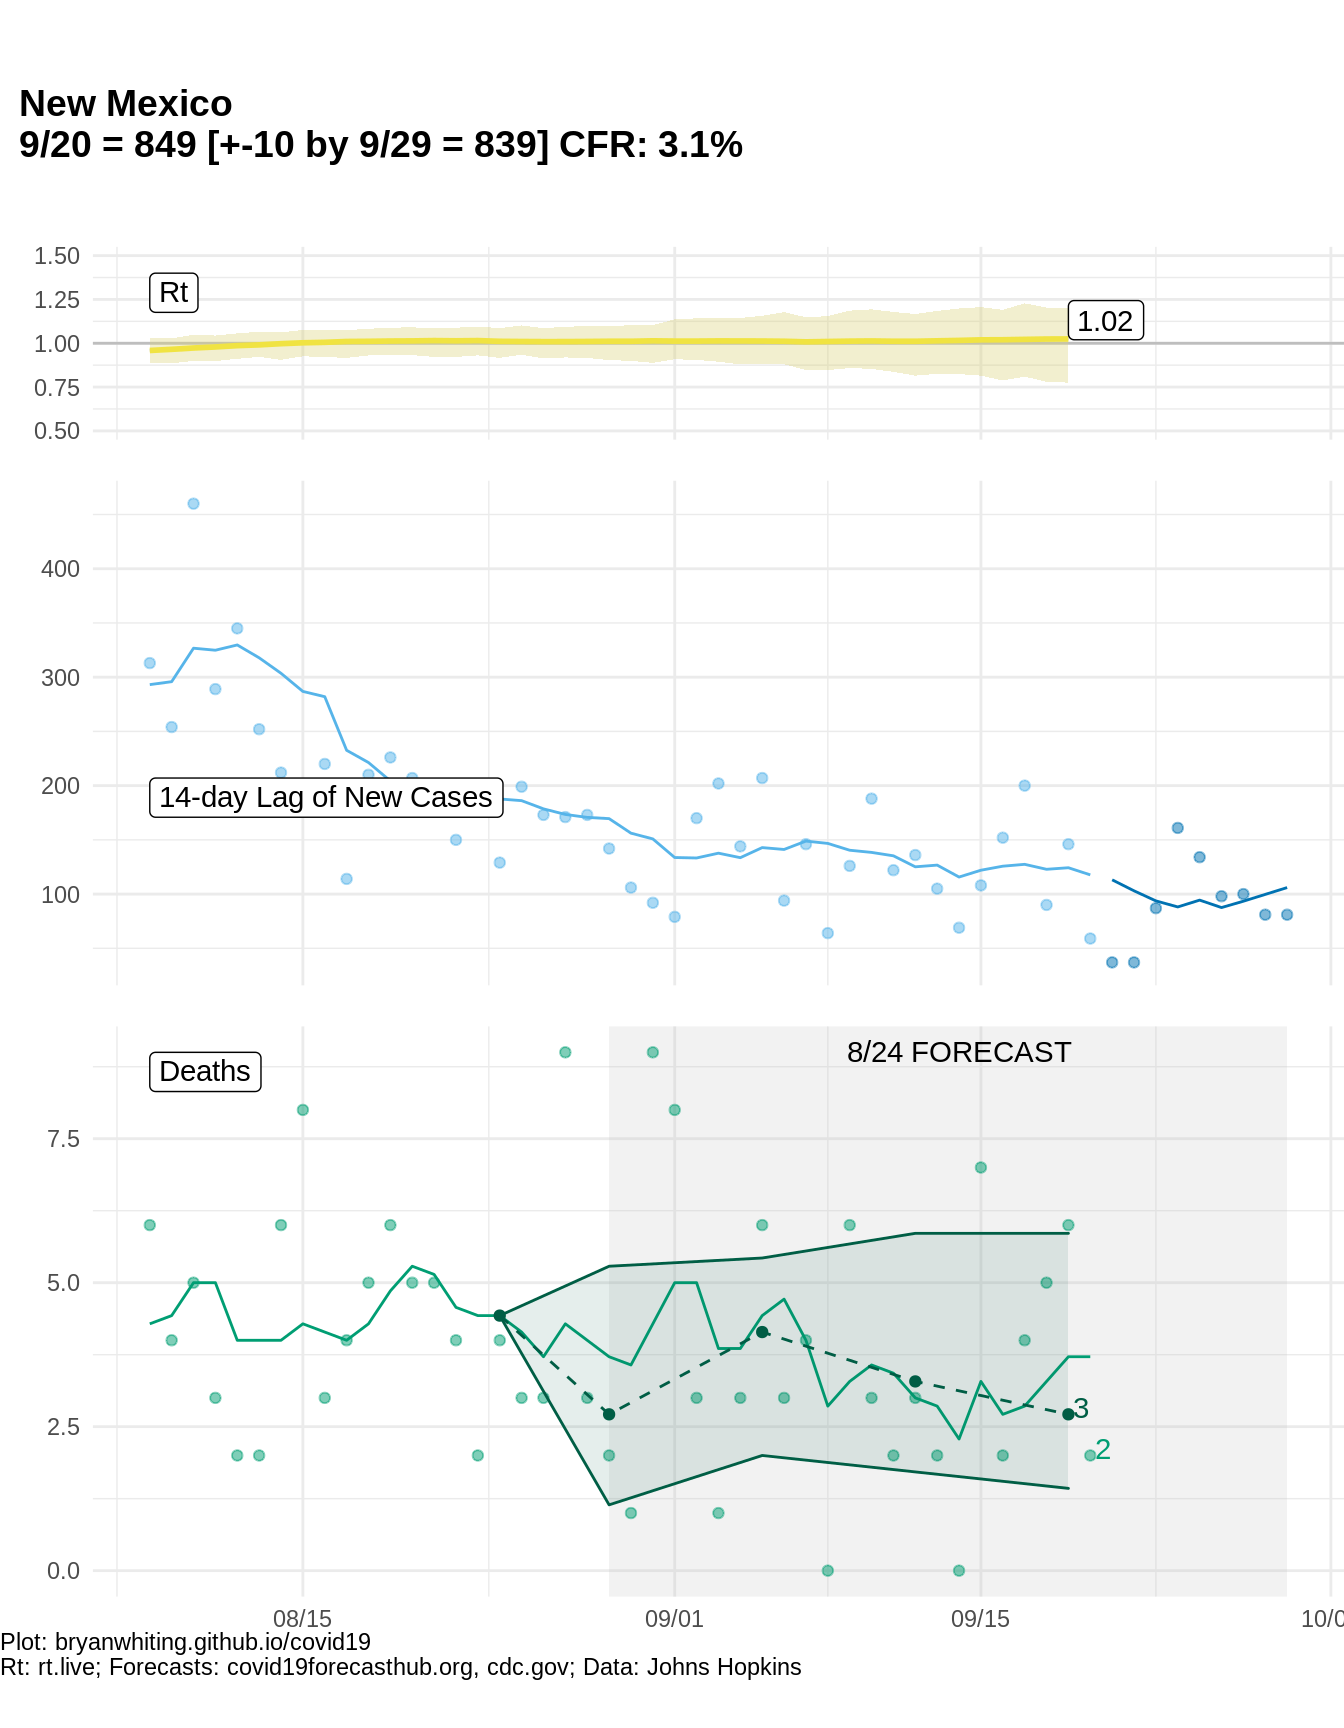 New Mexico
9/20 = 849 [+-10 by 9/29 = 839] CFR: 3.1%
1.50
1.25
1.00
0.75
0.50
Rt
1.02
400
300
200
100
14-day Lag of New Cases
Deaths
8/24 FORECAST
7.5
5.0
2.5
0.0
3
2
08/15
09/01
09/15
10/0
Plot: bryanwhiting.github.io/covid19
Rt: rt.live; Forecasts: covid19forecasthub.org, cdc.gov; Data: Johns Hopkins